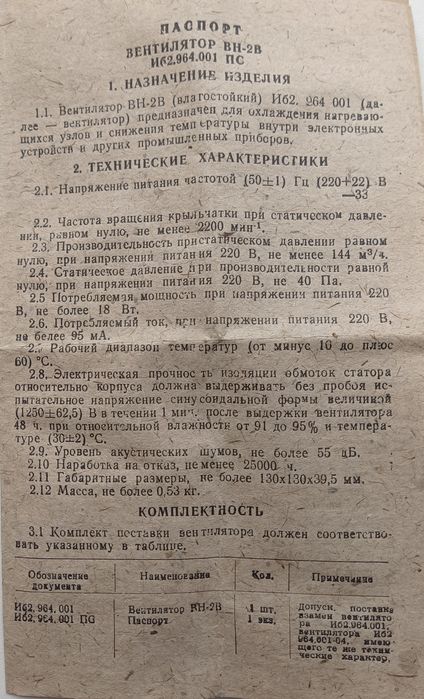 ПАСПОРТ
ВЕНТИЛЯТОР ВН-2В
Иб2.964.001 ПС
1. НАЗНАЧЕНИЕ ИЗДЕЛИЯ
1.1. Вентилятор ВН-2В (влагостойкий) Иб2. 964 001 (да-
лее — вентилятор) предназначен для охлаждения нагреваю-
щихся узлов и снижения температуры внутри электронных
устройств и других промышленных приборов.
2. ТЕХНИЧЕСКИЕ ХАРАКТЕРИСТИКИ
2.1. Напряжение питания частотой (50±1) Гц (220+22) В
—33
2.2. Частота вращения крыльчатки при статическом давле-
нии, равном нулю, не менее 2200 мин-1.
2.3. Производительность при статическом давлении равном
нулю, при напряжении питания 220 В, не менее 144 м³/ч.
2.4. Статическое давление при производительности равной
нулю, при напряжении питания 220 В, не 40 Па.
2.5 Потребляемая мощность при напряжении питания 220
В, не более 18 Вт.
2.6. Потребляемый ток, при напряжении питания 220 В,
не более 95 мА.
2.7 Рабочий диапазон температур (от минус 10 до плюс
60) °С.
2.8. Электрическая прочность изоляции обмоток статора
относительно корпуса должна выдерживать без пробоя ис-
пытательное напряжение синусоидальной формы величиной
(1250±62,5) В в течении 1 мин. после выдержки вентилятора
48 ч. при относительной влажности от 91 до 95% и темпера-
туре (30±2) °С.
2.9. Уровень акустических шумов, не более 55 дБ.
2.10 Наработка на отказ, не менее 25000 ч.
2.11 Габаритные размеры, не более 130х130х39,5 мм.
2.12 Масса, не более 0,53 кг.
КОМПЛЕКТНОСТЬ
3.1 Комплект поставки вентилятора должен соответство-
вать указанному в таблице.
Обозначение документа Наименование Кол. Примечание
Иб2.964.001 Вентилятор ВН-2В 1 шт. Допуск. поставка
Иб2.964.001 ПС Паспорт 1 экз. взамен вентилято
ра Иб2.964.001,
вентилятора Иб2
964.001-04, имею
щего те же техни-
ческие характер.